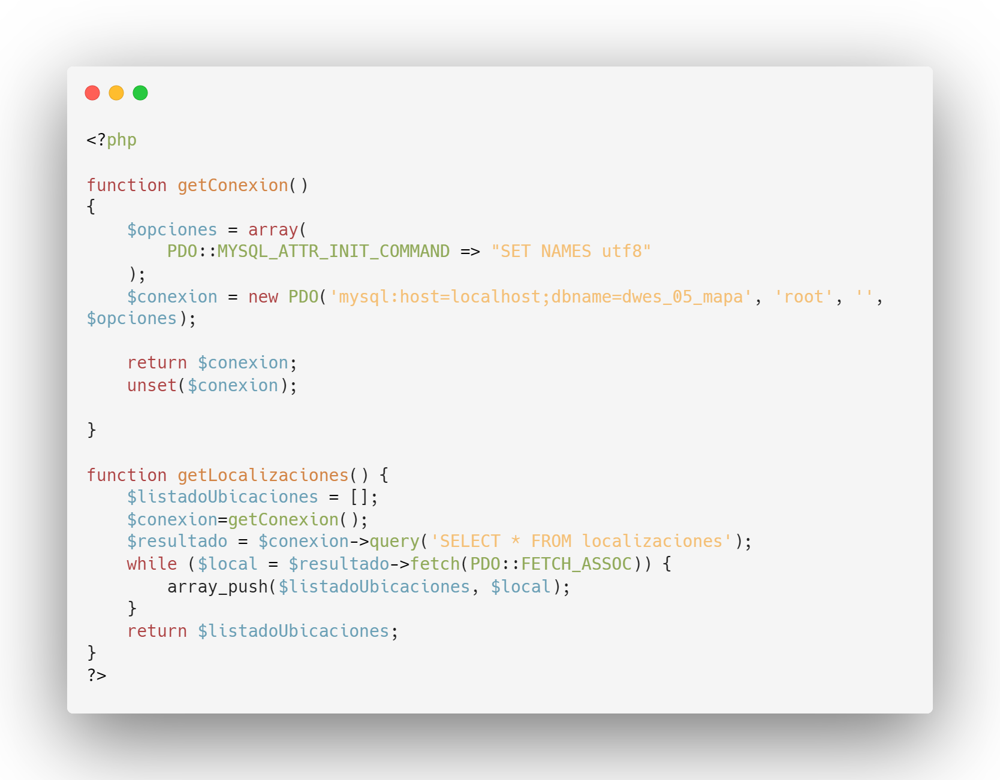 <?php
function getConexion()
{
    $opciones = array(
        PDO::MYSQL_ATTR_INIT_COMMAND => "SET NAMES utf8"
    );
    $conexion = new PDO('mysql:host=localhost;dbname=dwes_05_mapa', 'root', '',
$opciones);
    return $conexion;
    unset($conexion);
}
function getLocalizaciones() {
    $listadoUbicaciones = [];
    $conexion=getConexion();
    $resultado = $conexion->query('SELECT * FROM localizaciones');
    while ($local = $resultado->fetch(PDO::FETCH_ASSOC)) {
        array_push($listadoUbicaciones, $local);
    }
    return $listadoUbicaciones;
}
?>